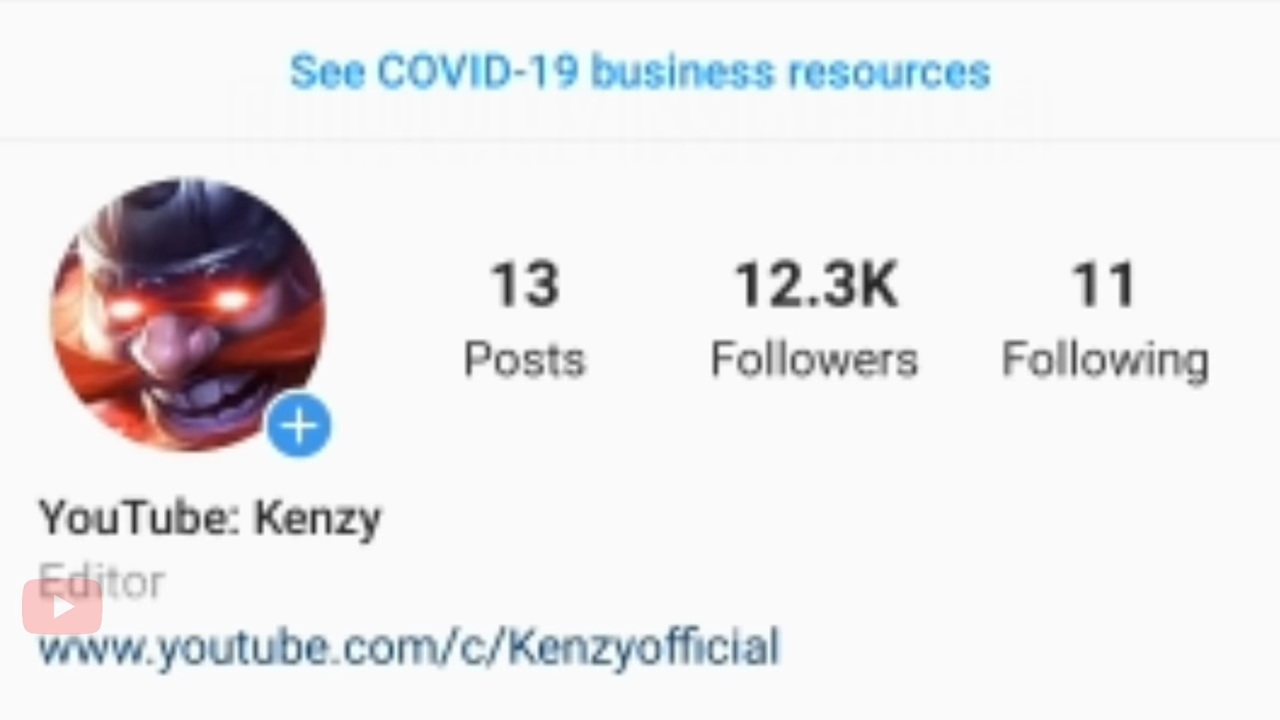 See COVID-19 business resources
13 12.3K 11
Posts Followers Following
YouTube: Kenzy
Editor
www.youtube.com/c/Kenzyofficial